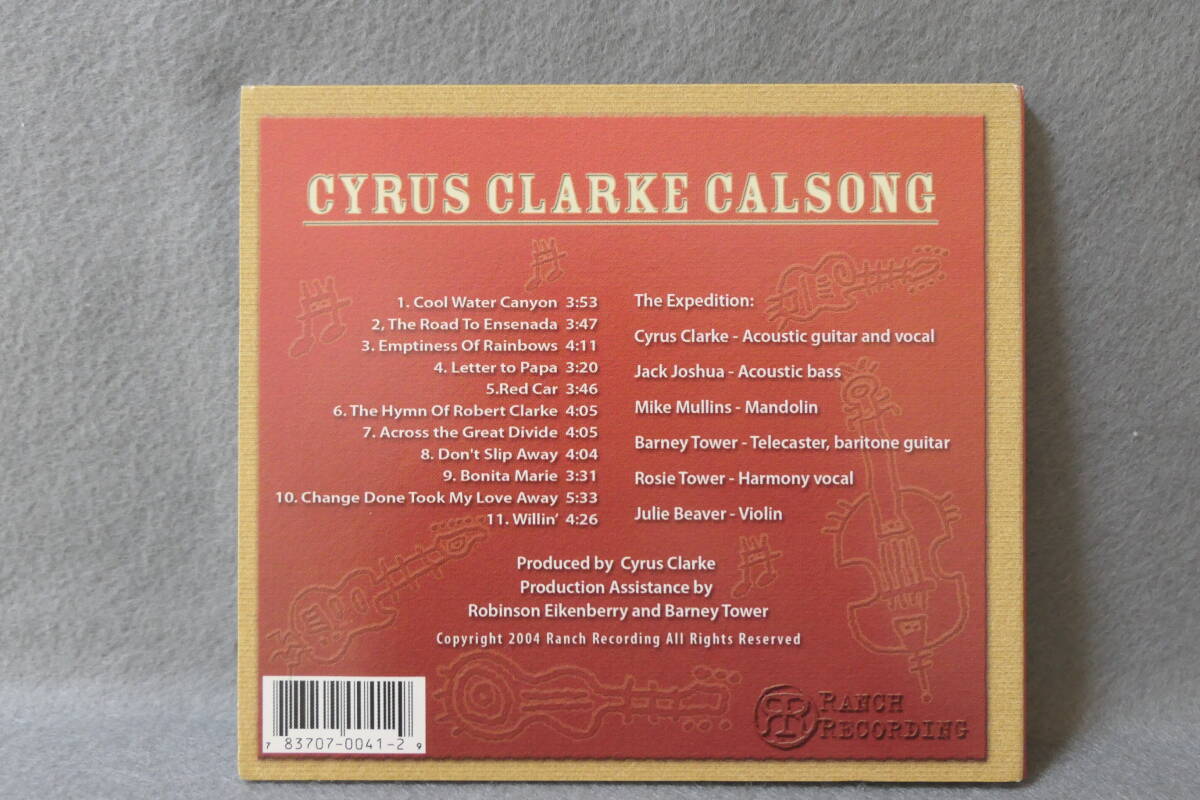 CYRUS CLARKE CALSONG
1. Cool Water Canyon 3:53
2, The Road To Ensenada 3:47
3. Emptiness Of Rainbows 4:11
4. Letter to Papa 3:20
5.Red Car 3:46
6. The Hymn Of Robert Clarke 4:05
7. Across the Great Divide 4:05
8. Don't Slip Away 4:04
9. Bonita Marie 3:31
10. Change Done Took My Love Away 5:33
11. Willin' 4:26
The Expedition:
Cyrus Clarke - Acoustic guitar and vocal
Jack Joshua - Acoustic bass
Mike Mullins - Mandolin
Barney Tower - Telecaster, baritone guitar
Rosie Tower - Harmony vocal
Julie Beaver - Violin
Produced by Cyrus Clarke
Production Assistance by
Robinson Eikenberry and Barney Tower
Copyright 2004 Ranch Recording All Rights Reserved
7 83707-0041-2 9
RR RANCH
RECORDING